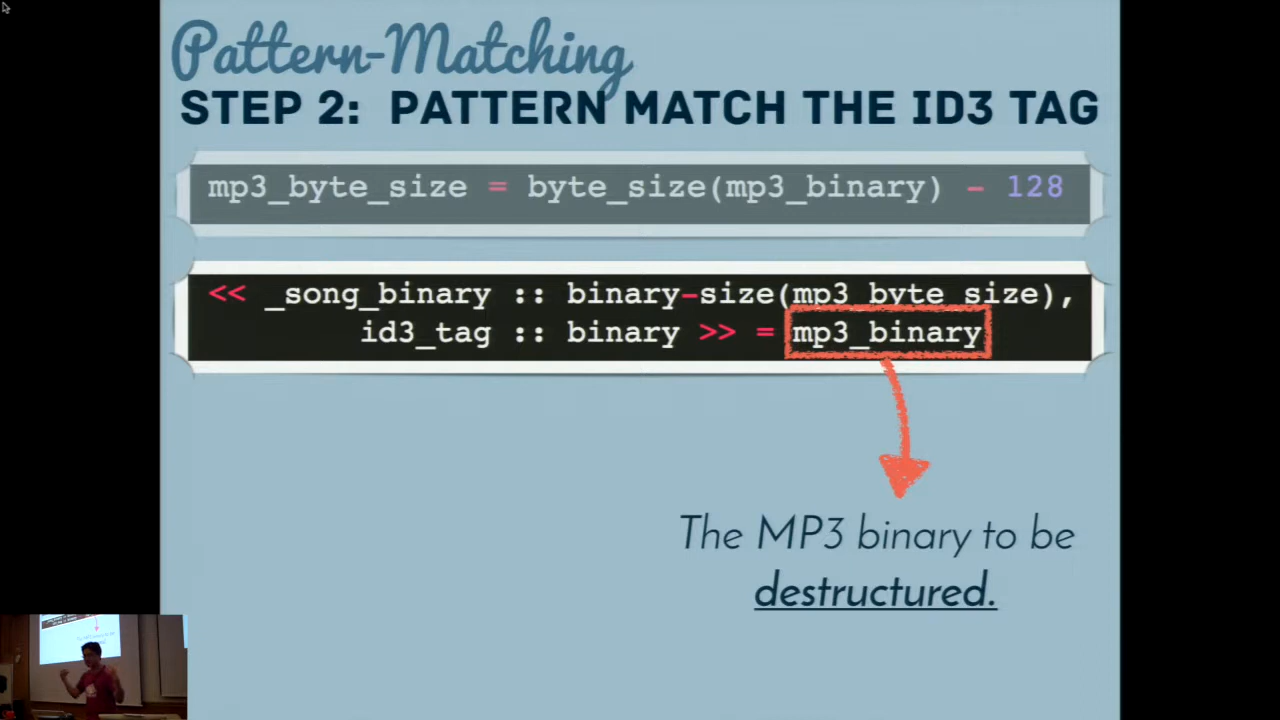 Pattern-Matching
STEP 2: PATTERN MATCH THE ID3 TAG
mp3_byte_size = byte_size(mp3_binary) - 128
<< _song_binary :: binary-size(mp3_byte_size),
id3_tag :: binary >> = mp3_binary
The MP3 binary to be
destructured.